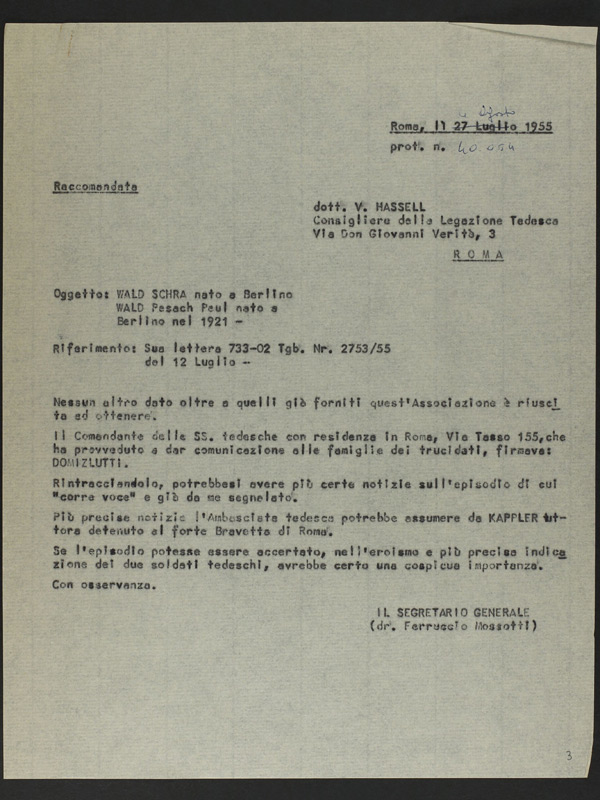 4 Agosto
Roma, lì 27 Luglio 1955
prot. n. 40.004
Raccomandata
dott. V. HASSELL
Consigliere della Legazione Tedesca
Via Don Giovanni Verità, 3
R O M A
Oggetto: WALD SCHRA nato a Berlino
WALD Pesach Paul nato a
Berlino nel 1921 -
Riferimento: Sua lettera 733-02 Tgb. Nr. 2753/55
del 12 Luglio -
Nessun altro dato oltre a quelli già forniti quest'Associazione è riusci
ta ad ottenere.
Il Comandante delle SS. tedesche con residenza in Roma, Via Tasso 155,che
ha provveduto a dar comunicazione alle famiglie dei trucidati, firmava:
DOMIZLUTTI.
Rintracciandolo, potrebbesi avere più certe notizie sull'episodio di cui
"corre voce" e già da me segnalato.
Più precise notizie l'Ambasciata tedesca potrebbe assumere da KAPPLER tut-
tora detenuto al forte Bravetta di Roma.
Se l'episodio potesse essere accertato, nell'eroismo e più precisa indica
zione dei due soldati tedeschi, avrebbe certo una cospicua importanza.
Con osservanza.
IL SEGRETARIO GENERALE
(dr. Ferruccio Mossotti)
3